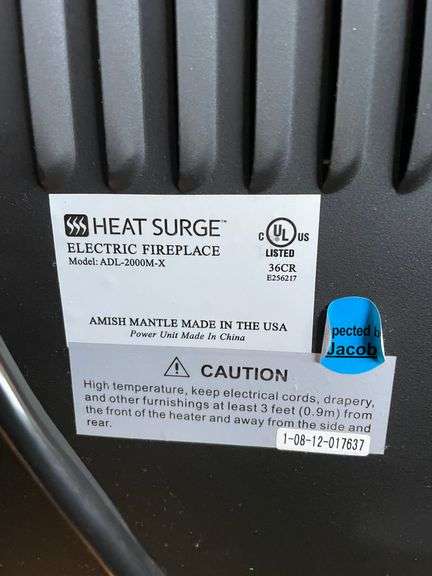 HEAT SURGE™
ELECTRIC FIREPLACE
Model: ADL-2000M-X
C UL US
LISTED
36CR
E256217
AMISH MANTLE MADE IN THE USA
Power Unit Made In China
pected b
Jacob
CAUTION
High temperature, keep electrical cords, drapery,
and other furnishings at least 3 feet (0.9m) from
the front of the heater and away from the side and
rear.
1-08-12-017637